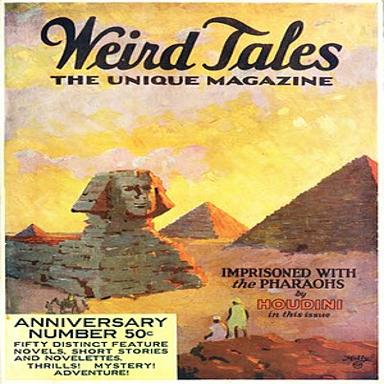 Weird Tales
THE UNIQUE MAGAZINE
IMPRISONED WITH
the PHARAOHS
by
HOUDINI
in this issue
ANNIVERSARY
NUMBER 50c
FIFTY DISTINCT FEATURE
NOVELS, SHORT STORIES
AND NOVELETTES.
THRILLS! MYSTERY!
ADVENTURE!